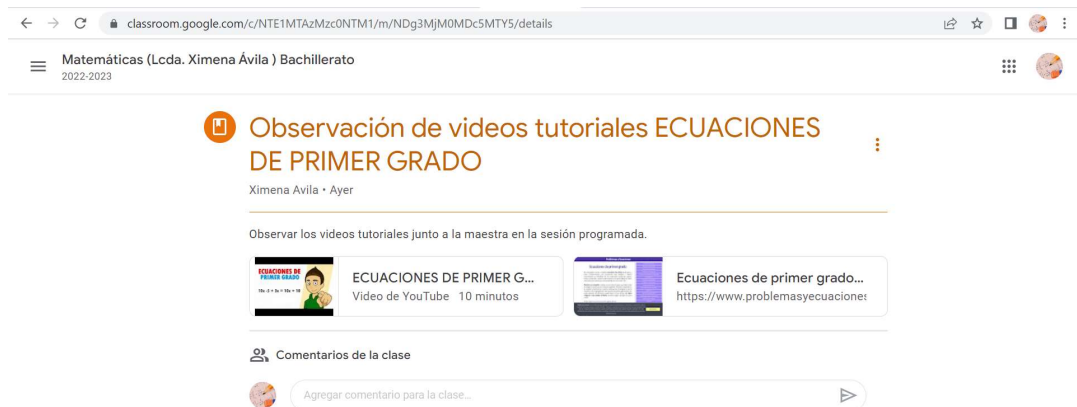 classroom.google.com/c/NTE1MTAzMzc0NTM1/m/NDg3MjM0MDc5MTY5/details
Matemáticas (Lcda. Ximena Ávila ) Bachillerato
2022-2023
Observación de videos tutoriales ECUACIONES
DE PRIMER GRADO
Ximena Avila • Ayer
Observar los videos tutoriales junto a la maestra en la sesión programada.
ECUACIONES DE
PRIMER GRADO
ECUACIONES DE PRIMER G...
Video de YouTube 10 minutos
Ecuaciones de primer grado...
https://www.problemasyecuaciones
Comentarios de la clase
Agregar comentario para la clase...